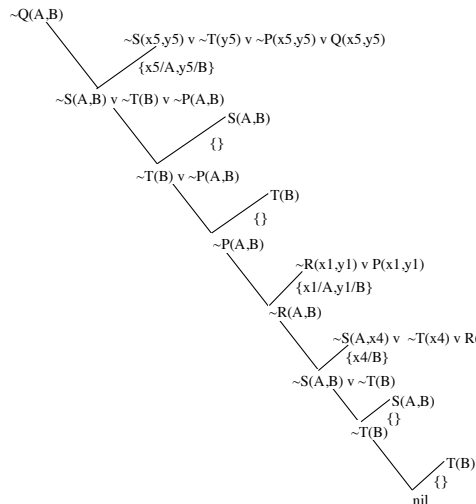 ~Q(A,B)
~S(x5,y5) v ~T(y5) v ~P(x5,y5) v Q(x5,y5)
{x5/A,y5/B}
~S(A,B) v ~T(B) v ~P(A,B)
S(A,B)
{}
~T(B) v ~P(A,B)
T(B)
{}
~P(A,B)
~R(x1,y1) v P(x1,y1)
{x1/A,y1/B}
~R(A,B)
~S(A,x4) v ~T(x4) v R(
{x4/B}
~S(A,B) v ~T(B)
S(A,B)
{}
~T(B)
T(B)
{}
nil